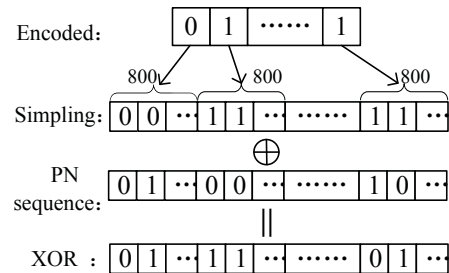 Encoded: 0 1 ······ 1
800 800 800
Simpling: 0 0 ··· 1 1 ··· ······ 1 1 ···
⊕
PN
sequence: 0 1 ··· 0 0 ··· ······ 1 0 ···
||
XOR : 0 1 ··· 1 1 ··· ······ 0 1 ···